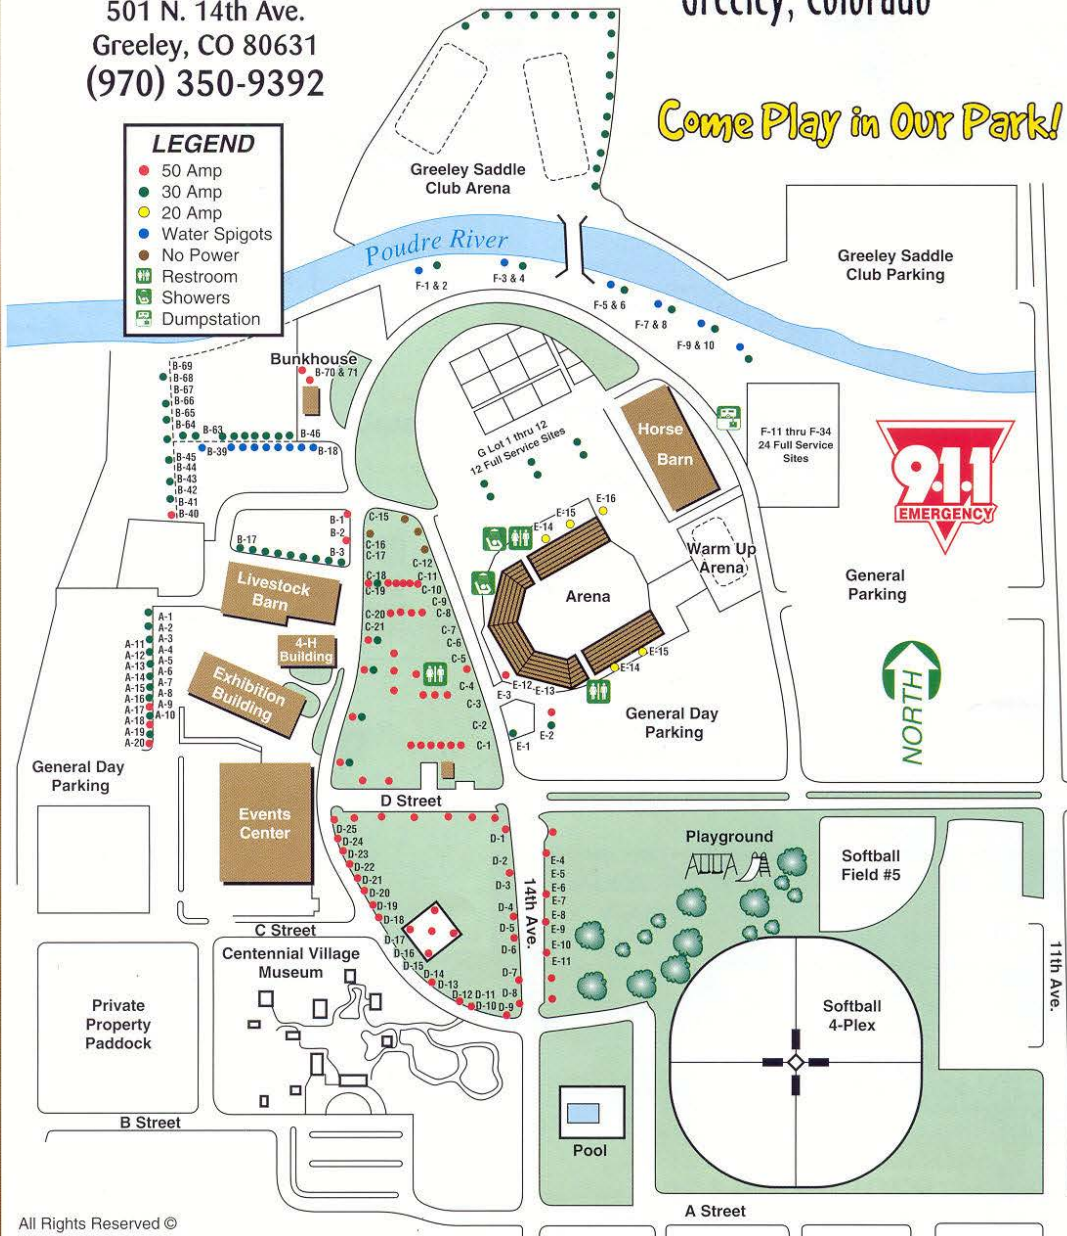 501 N. 14th Ave.
Greeley, CO 80631
(970) 350-9392
Greeley, Colorado
Come Play in Our Park!
LEGEND
50 Amp
30 Amp
20 Amp
Water Spigots
No Power
Restroom
Showers
Dumpstation
Greeley Saddle
Club Arena
Poudre River
Greeley Saddle
Club Parking
F-1 & 2
F-3 & 4
F-5 & 6
F-7 & 8
F-9 & 10
Bunkhouse
B-70 & 71
B-69
B-68
B-67
B-66
B-65
B-64
B-63
B-46
B-39
B-18
B-45
B-44
B-43
B-42
B-41
B-40
G Lot 1 thru 12
12 Full Service Sites
Horse
Barn
F-11 thru F-34
24 Full Service
Sites
9·1·1
EMERGENCY
B-1
B-2
B-3
B-17
C-15
C-16
C-17
C-18
C-19
C-20
C-21
C-12
C-11
C-10
C-9
C-8
C-7
C-6
C-5
C-4
C-3
C-2
C-1
E-14
E-15
E-16
Warm Up
Arena
Arena
General
Parking
NORTH
Livestock
Barn
4-H
Building
Exhibition
Building
A-1
A-2
A-3
A-4
A-5
A-6
A-7
A-8
A-9
A-10
A-11
A-12
A-13
A-14
A-15
A-16
A-17
A-18
A-19
A-20
E-15
E-14
E-13
E-12
E-3
E-2
E-1
General Day
Parking
General Day
Parking
Events
Center
D Street
D-25
D-24
D-23
D-22
D-21
D-20
D-19
D-18
D-17
D-16
D-15
D-14
D-13
D-12
D-11
D-10
D-9
D-1
D-2
D-3
D-4
D-5
D-6
D-7
D-8
14th Ave.
E-4
E-5
E-6
E-7
E-8
E-9
E-10
E-11
Playground
Softball
Field #5
C Street
Centennial Village
Museum
Private
Property
Paddock
Softball
4-Plex
11th Ave.
B Street
Pool
A Street
All Rights Reserved ©